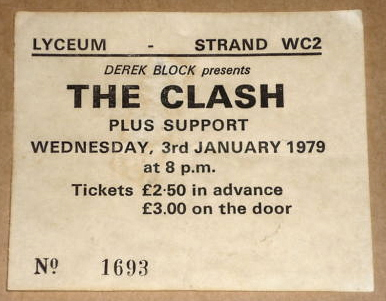 LYCEUM - STRAND WC2
DEREK BLOCK presents
THE CLASH
PLUS SUPPORT
WEDNESDAY, 3rd JANUARY 1979
at 8 p.m.
Tickets £2·50 in advance
£3.00 on the door
Nº 1693